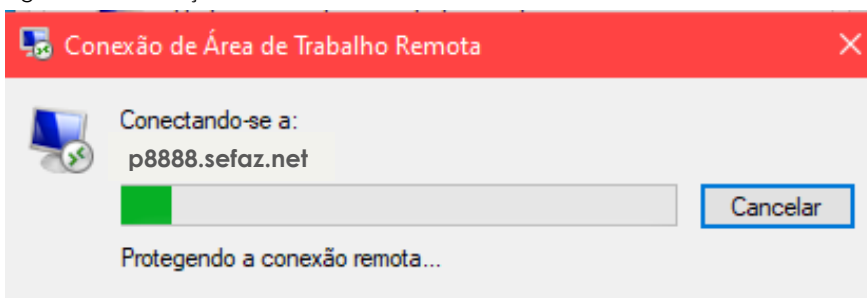 Conexão de Área de Trabalho Remota
Conectando-se a:
p8888.sefaz.net
Cancelar
Protegendo a conexão remota...